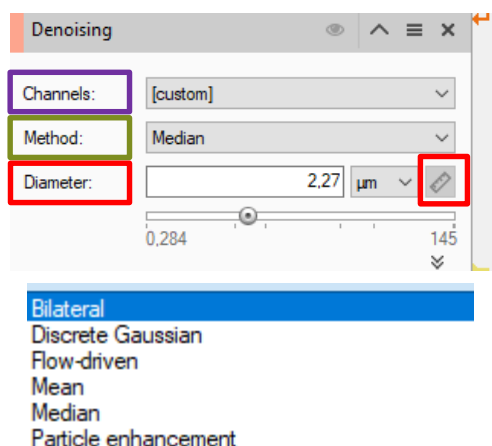 Denoising
Channels: [custom]
Method: Median
Diameter: 2,27 µm
0,284 145
Bilateral
Discrete Gaussian
Flow-driven
Mean
Median
Particle enhancement